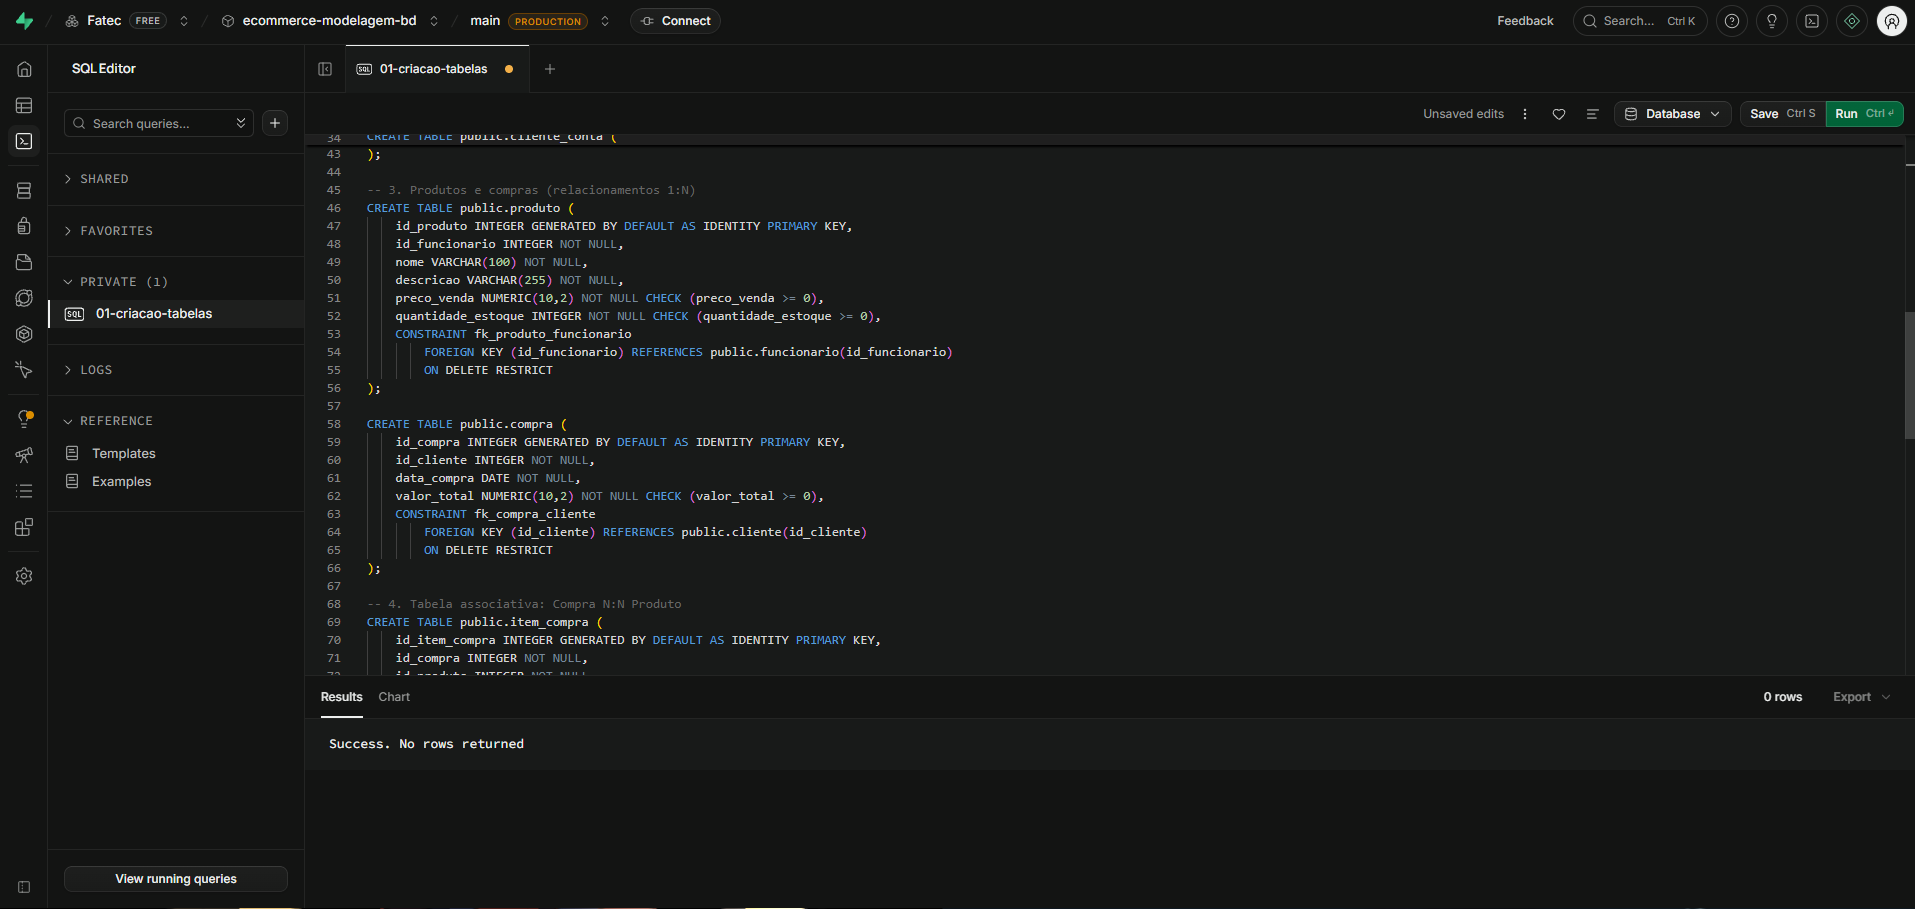 Fatec FREE ecommerce-modelagem-bd main PRODUCTION Connect Feedback Search... Ctrl K
SQL Editor
01-criacao-tabelas
Search queries...
Unsaved edits Database Save Ctrl S Run Ctrl ↵
SHARED
FAVORITES
PRIVATE (1)
01-criacao-tabelas
LOGS
REFERENCE
Templates
Examples
View running queries
34 CREATE TABLE public.cliente_conta (
43 );
44
45 -- 3. Produtos e compras (relacionamentos 1:N)
46 CREATE TABLE public.produto (
47 id_produto INTEGER GENERATED BY DEFAULT AS IDENTITY PRIMARY KEY,
48 id_funcionario INTEGER NOT NULL,
49 nome VARCHAR(100) NOT NULL,
50 descricao VARCHAR(255) NOT NULL,
51 preco_venda NUMERIC(10,2) NOT NULL CHECK (preco_venda >= 0),
52 quantidade_estoque INTEGER NOT NULL CHECK (quantidade_estoque >= 0),
53 CONSTRAINT fk_produto_funcionario
54 FOREIGN KEY (id_funcionario) REFERENCES public.funcionario(id_funcionario)
55 ON DELETE RESTRICT
56 );
57
58 CREATE TABLE public.compra (
59 id_compra INTEGER GENERATED BY DEFAULT AS IDENTITY PRIMARY KEY,
60 id_cliente INTEGER NOT NULL,
61 data_compra DATE NOT NULL,
62 valor_total NUMERIC(10,2) NOT NULL CHECK (valor_total >= 0),
63 CONSTRAINT fk_compra_cliente
64 FOREIGN KEY (id_cliente) REFERENCES public.cliente(id_cliente)
65 ON DELETE RESTRICT
66 );
67
68 -- 4. Tabela associativa: Compra N:N Produto
69 CREATE TABLE public.item_compra (
70 id_item_compra INTEGER GENERATED BY DEFAULT AS IDENTITY PRIMARY KEY,
71 id_compra INTEGER NOT NULL,
72 id_produto INTEGER NOT NULL
Results Chart 0 rows Export
Success. No rows returned